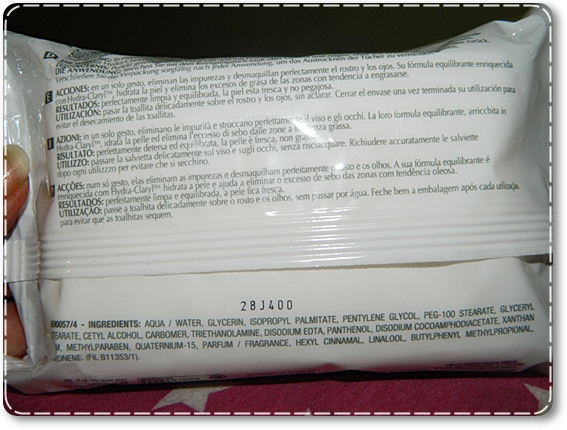 DIE ANWENDUNG:
Verschließen Sie die Verpackung sorgfältig nach jeder Anwendung, um das Austrocknen der Tücher zu vermeiden.
E ACCIONES: en un solo gesto, eliminan las impurezas y desmaquillan perfectamente el rostro y los ojos. Su fórmula equilibrante enriquecida
con Hydra-Claryl™ hidrata la piel y elimina los excesos de grasa de las zonas con tendencia a engrasarse.
RESULTADOS: perfectamente limpia y equilibrada, la piel esta fresca y no pegajosa.
UTILIZACIÓN: pasar la toallita delicadamente sobre el rostro y los ojos, sin aclarar. Cerrar el envase una vez terminada su utilización para
evitar el desecamiento de las toallitas.
I AZIONI: in un solo gesto, eliminano le impurità e struccano perfettamente il viso e gli occhi. La loro formula equilibrante, arricchita in
Hydra-Claryl™, idrata la pelle ed elimina l'eccesso di sebo dalle zone a tendenza grassa.
RISULTATO: perfettamente detersa ed equilibrata, la pelle è fresca, non grassa.
UTILIZZO: passare la salvietta delicatamente sul viso e sugli occhi, senza risciacquare. Richiudere accuratamente le salviette
dopo ogni utilizzo per evitare che si secchino.
P ACÇÕES: num só gesto, elas eliminam as impurezas e desmaquilham perfeitamente o rosto e os olhos. A sua fórmula equilibrante é
enriquecida com Hydra-Claryl™ hidrata a pele e ajuda a eliminar o excesso de sebo das zonas com tendência oleosa.
RESULTADOS: perfeitamente limpa e equilibrada, a pele fica fresca.
UTILIZAÇÃO: passe a toalhita delicadamente sobre o rosto e os olhos, sem passar por água. Feche bem a embalagem após cada utilização
para evitar que as toalhitas sequem.
28J400
690057/4 - INGREDIENTS: AQUA / WATER, GLYCERIN, ISOPROPYL PALMITATE, PENTYLENE GLYCOL, PEG-100 STEARATE, GLYCERYL
STEARATE, CETYL ALCOHOL, CARBOMER, TRIETHANOLAMINE, DISODIUM EDTA, PANTHENOL, DISODIUM COCOAMPHODIACETATE, XANTHAN
METHYLPARABEN, QUATERNIUM-15, PARFUM / FRAGRANCE, HEXYL CINNAMAL, LINALOOL, BUTYLPHENYL METHYLPROPIONAL,
IONONE. (FIL B11353/1).